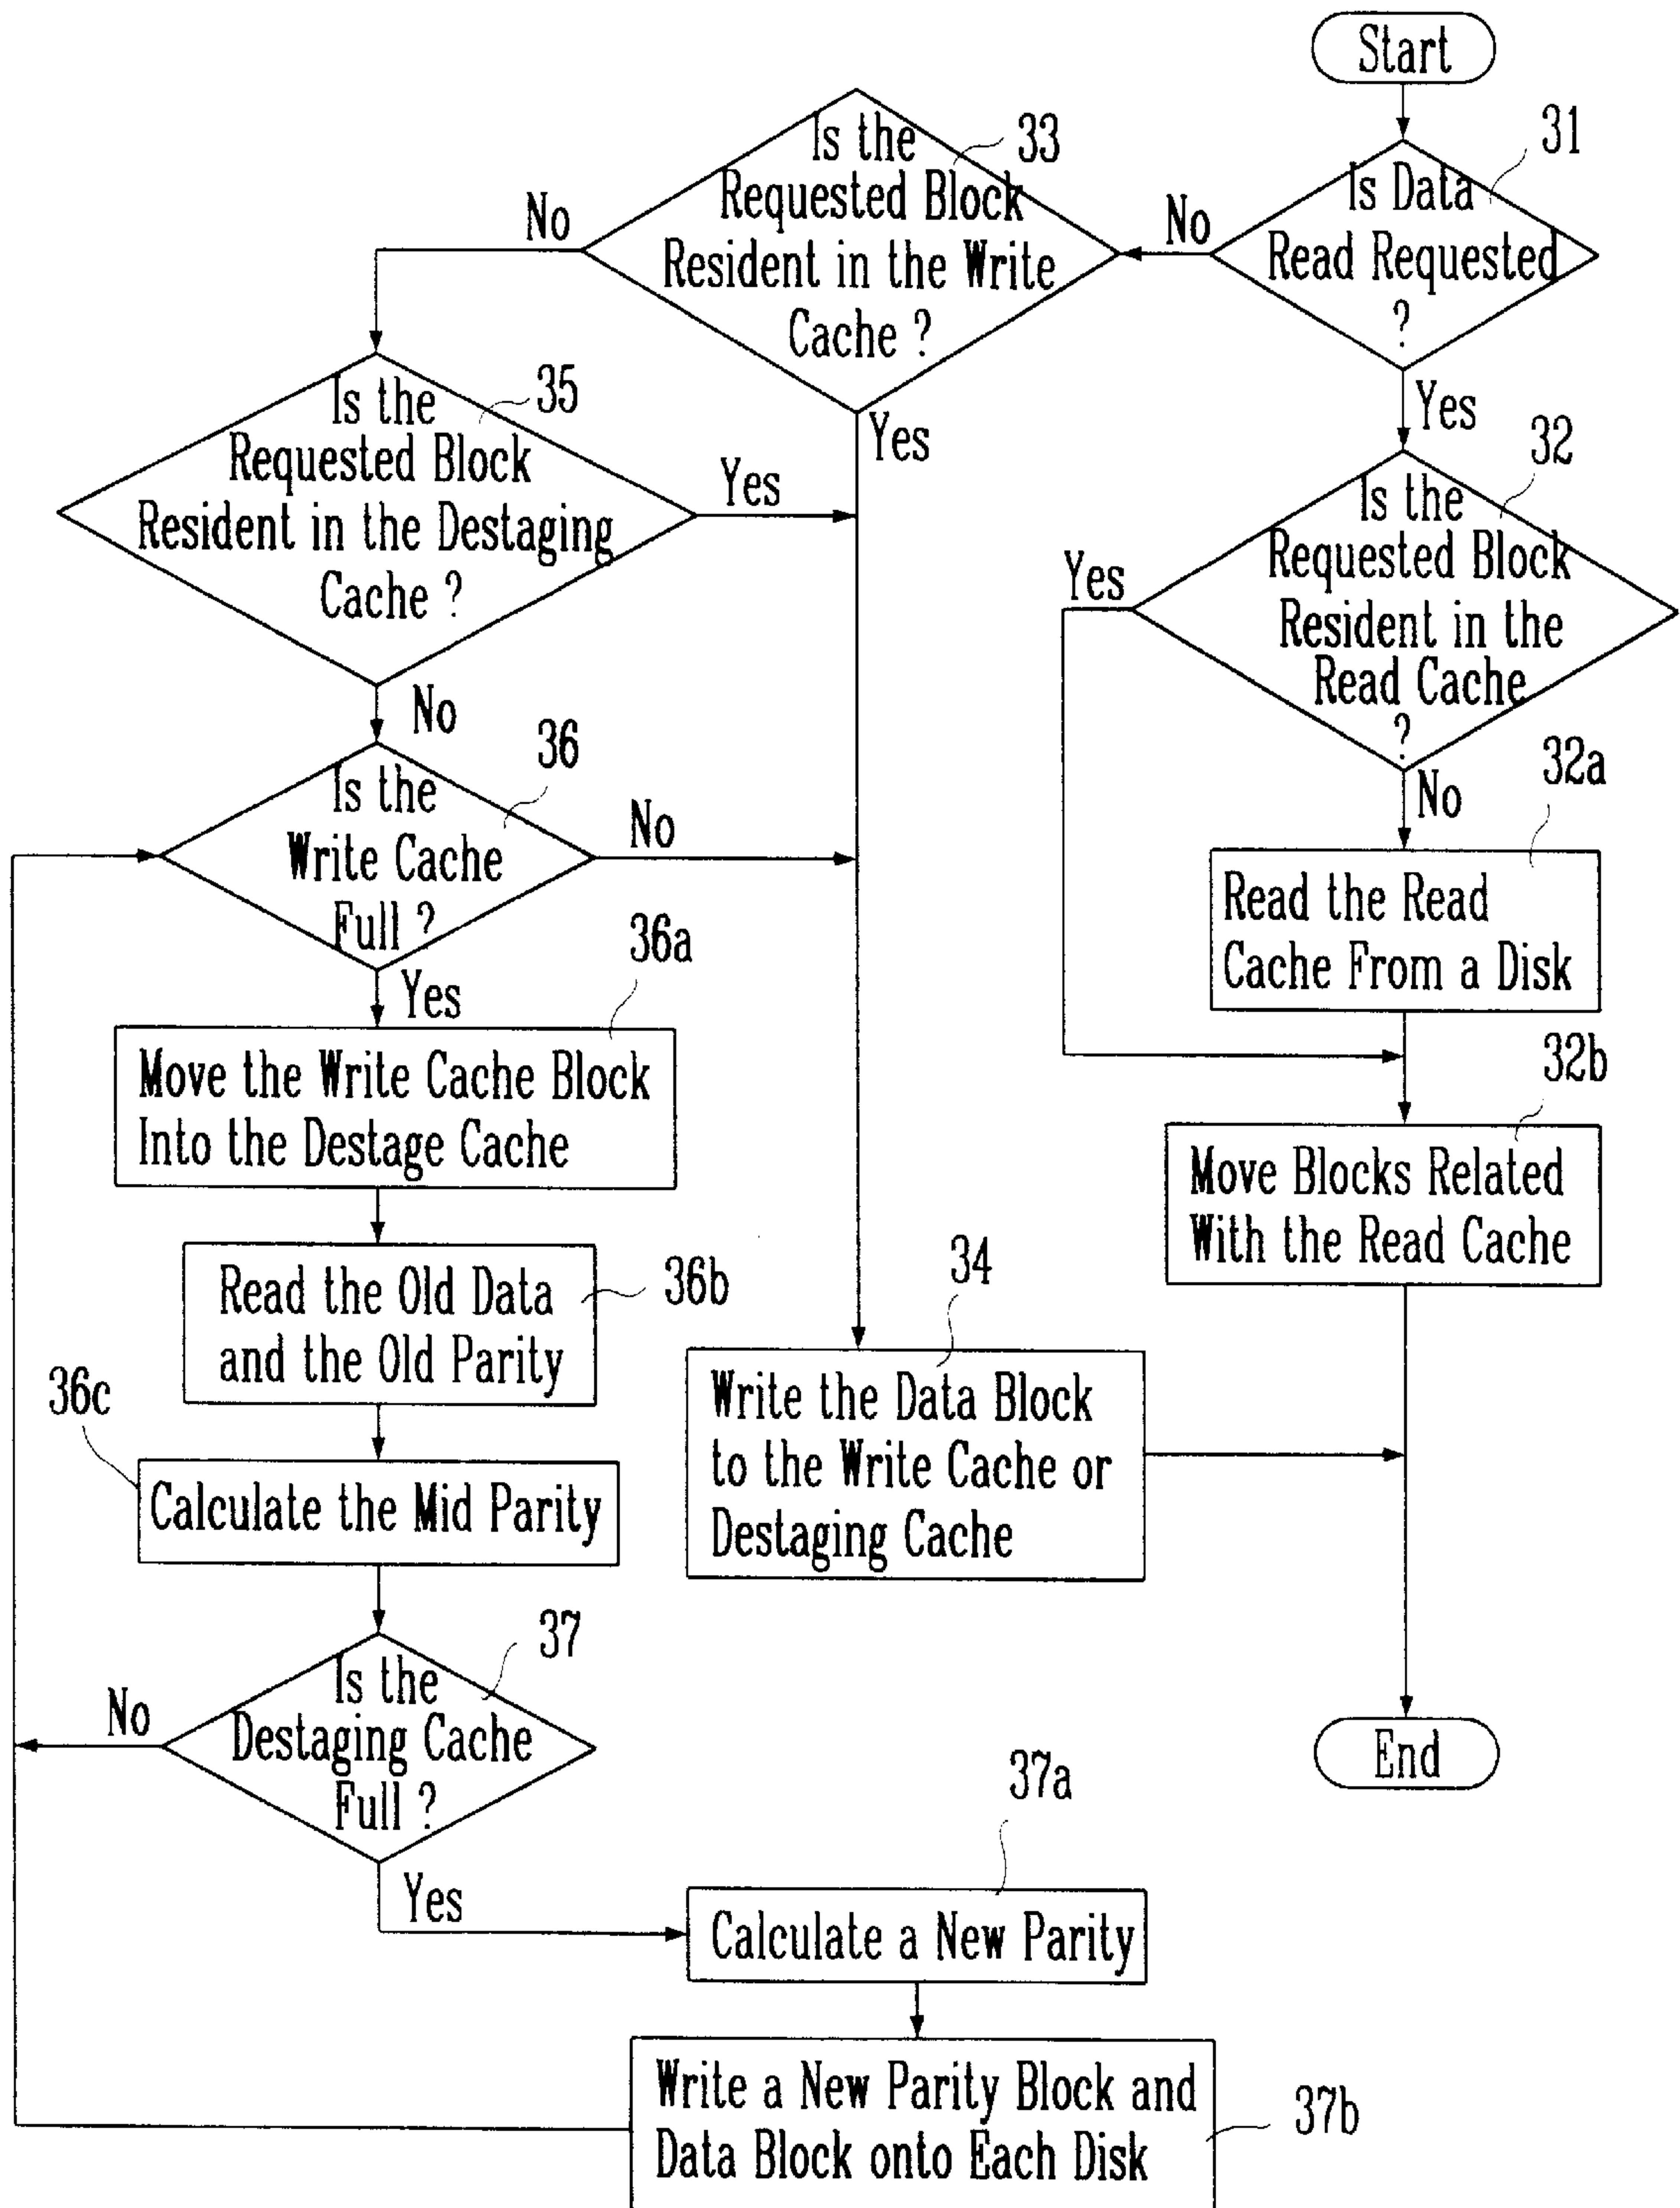 Start
31
Is Data
Read Requested
?
No
Yes
33
Is the
Requested Block
Resident in the Write
Cache ?
No
Yes
35
Is the
Requested Block
Resident in the Destaging
Cache ?
Yes
No
32
Is the
Requested Block
Resident in the
Read Cache
?
Yes
No
32a
Read the Read
Cache From a Disk
32b
Move Blocks Related
With the Read Cache
36
Is the
Write Cache
Full ?
No
Yes
36a
Move the Write Cache Block
Into the Destage Cache
36b
Read the Old Data
and the Old Parity
36c
Calculate the Mid Parity
34
Write the Data Block
to the Write Cache or
Destaging Cache
37
Is the
Destaging Cache
Full ?
No
Yes
End
37a
Calculate a New Parity
37b
Write a New Parity Block and
Data Block onto Each Disk